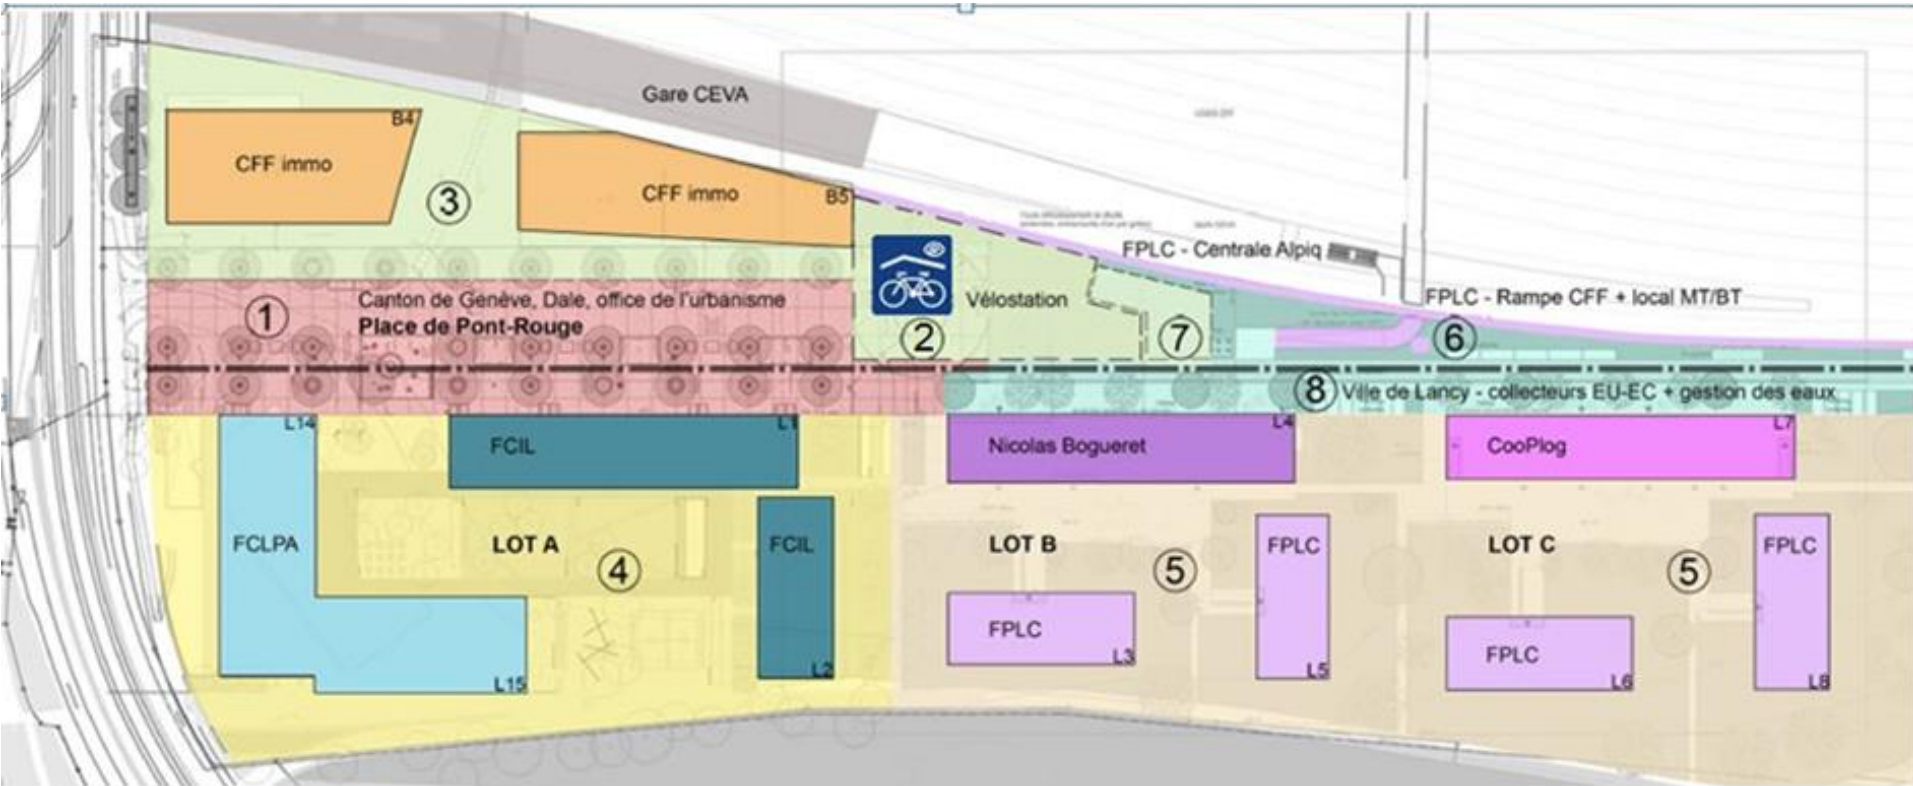 Gare CEVA
B4
CFF immo
CFF immo
B5
3
FPLC - Centrale Alpiq
FPLC - Rampe CFF + local MT/BT
1
Canton de Genève, Dale, office de l'urbanisme
Place de Pont-Rouge
Vélostation
2
7
6
8
Ville de Lancy - collecteurs EU-EC + gestion des eaux
L14
FCIL
L1
Nicolas Bogueret
L4
CooPlog
L7
FCLPA
LOT A
4
FCIL
LOT B
5
FPLC
LOT C
5
FPLC
FPLC
L3
FPLC
L6
L15
L2
L5
L8